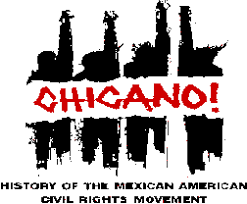 CHICANO!
HISTORY OF THE MEXICAN AMERICAN
CIVIL RIGHTS MOVEMENT